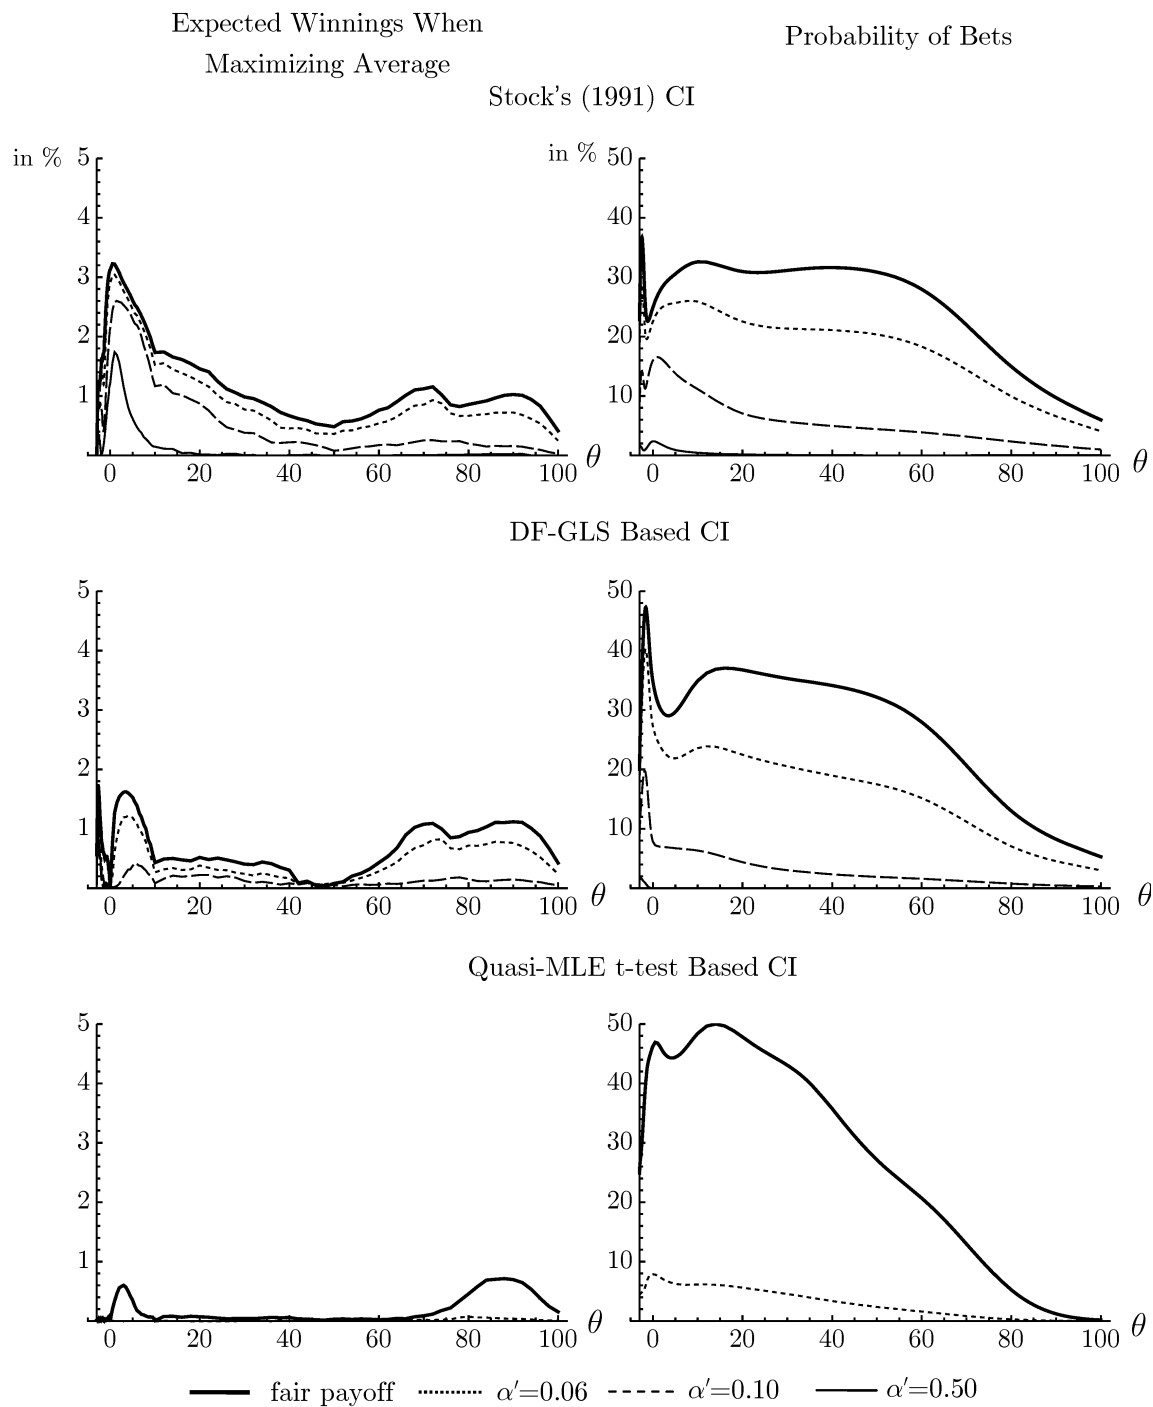 Expected Winnings When
Maximizing Average
Probability of Bets
Stock's (1991) CI
in % 5
4
3
2
1
0 20 40 60 80 100 θ
in % 50
40
30
20
10
0 20 40 60 80 100 θ
DF-GLS Based CI
5
4
3
2
1
0 20 40 60 80 100 θ
50
40
30
20
10
0 20 40 60 80 100 θ
Quasi-MLE t-test Based CI
5
4
3
2
1
0 20 40 60 80 100 θ
50
40
30
20
10
0 20 40 60 80 100 θ
fair payoff α′=0.06 α′=0.10 α′=0.50